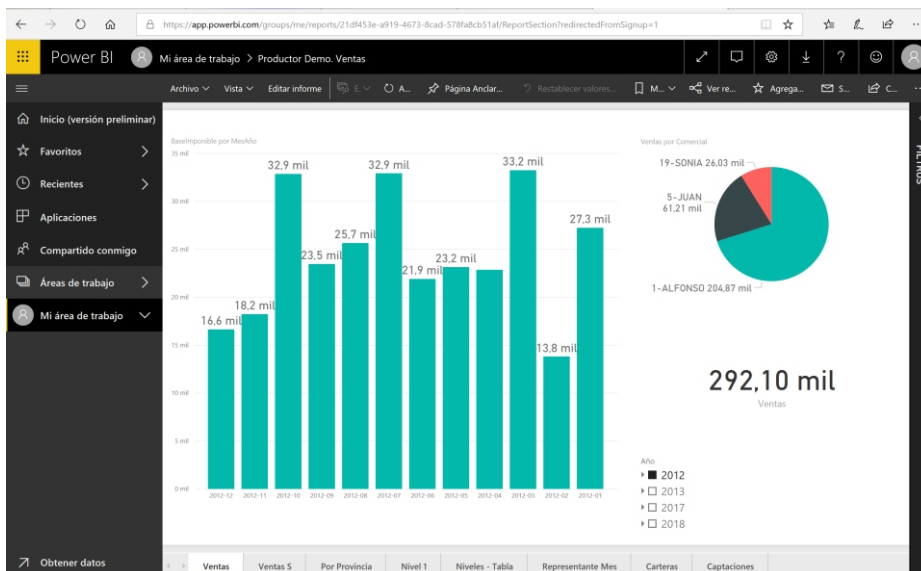 https://app.powerbi.com/groups/me/reports/21df453e-a919-4673-8cad-578fa8cb51af/ReportSection?redirectedFromSignup=1
Power BI Mi área de trabajo > Productor Demo. Ventas
Archivo Vista Editar informe E. A... Página Anclar... Restablecer valores... M... Ver re... Agrega... S... C...
Inicio (versión preliminar)
Favoritos
Recientes
Aplicaciones
Compartido conmigo
Áreas de trabajo
Mi área de trabajo
Obtener datos
BaseImponible por MesAño
35 mil
30 mil
25 mil
20 mil
15 mil
10 mil
5 mil
0 mil
16,6 mil
18,2 mil
32,9 mil
23,5 mil
25,7 mil
32,9 mil
21,9 mil
23,2 mil
33,2 mil
13,8 mil
27,3 mil
2012-12 2012-11 2012-10 2012-09 2012-08 2012-07 2012-06 2012-05 2012-04 2012-03 2012-02 2012-01
Ventas por Comercial
19-SONIA 26,03 mil
5-JUAN
61,21 mil
1-ALFONSO 204,87 mil
292,10 mil
Ventas
Año
2012
2013
2017
2018
FILTROS
Ventas Ventas S Por Provincia Nivel 1 Niveles - Tabla Representante Mes Carteras Captaciones